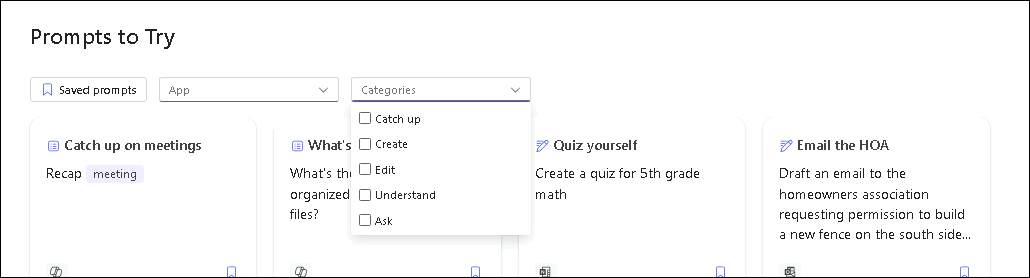 Prompts to Try
Saved prompts
App
Categories
Catch up
Create
Edit
Understand
Ask
Catch up on meetings
Recap meeting
What's
What's the
organized
files?
Quiz yourself
Create a quiz for 5th grade
math
Email the HOA
Draft an email to the
homeowners association
requesting permission to build
a new fence on the south side...